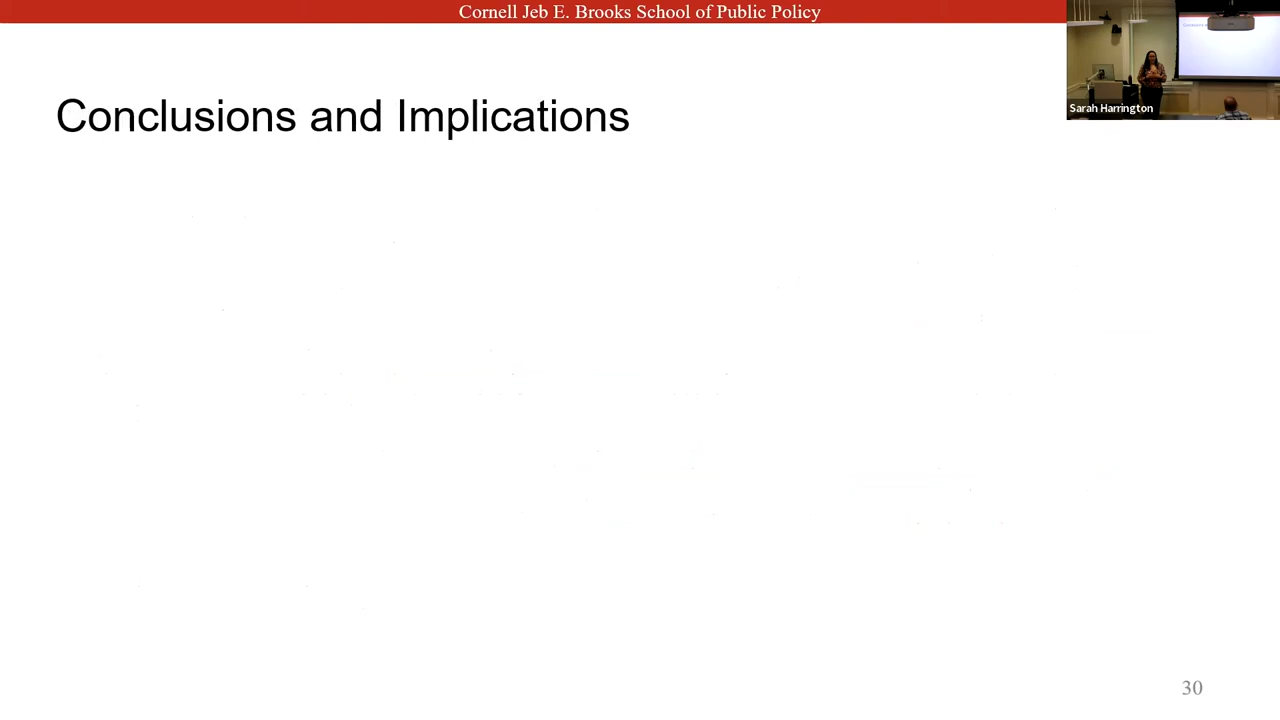 Cornell Jeb E. Brooks School of Public Policy
Conclusions and Implications
Sarah Harrington
30